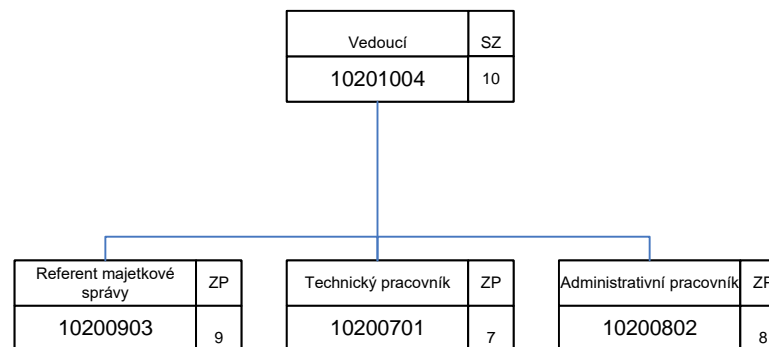 Vedoucí
SZ
10201004
10
Referent majetkové
správy
ZP
10200903
9
Technický pracovník
ZP
10200701
7
Administrativní pracovník
ZP
10200802
8